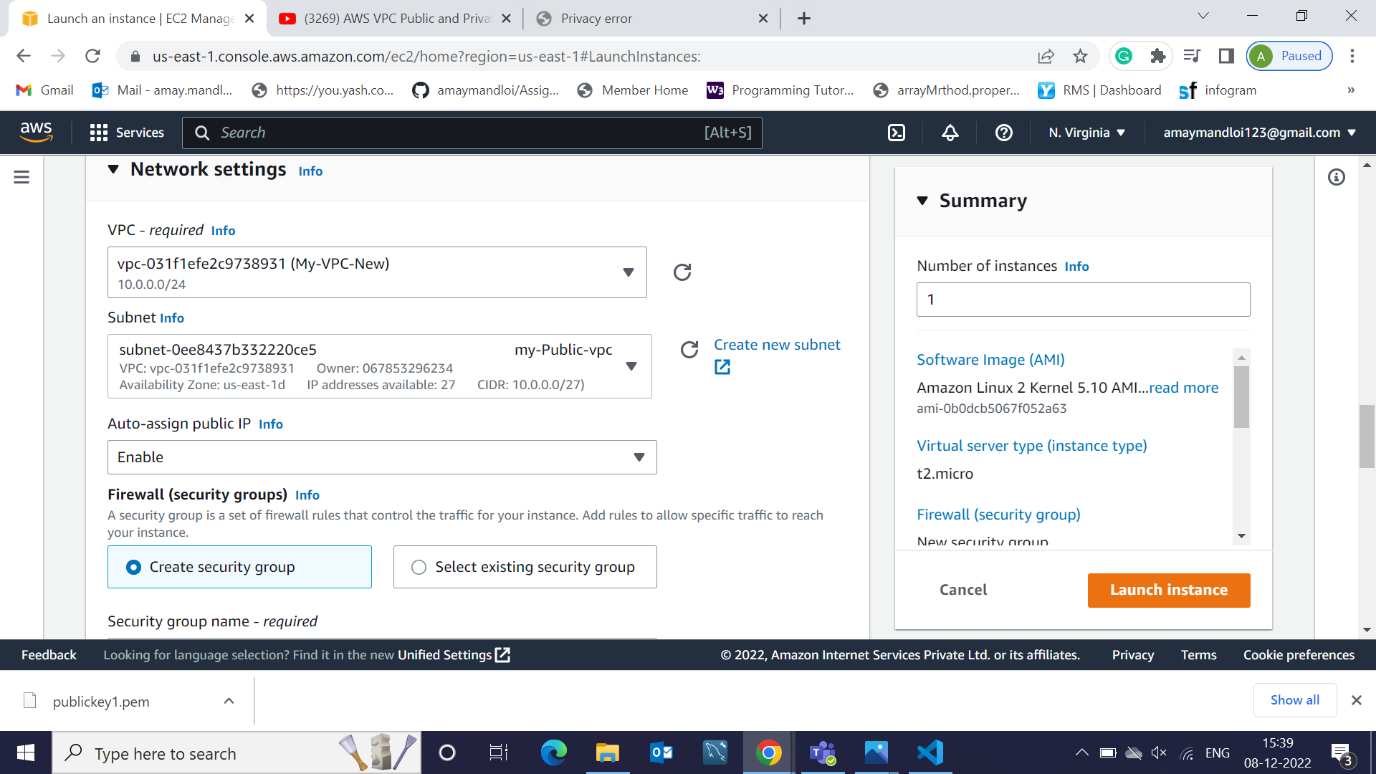 Launch an instance | EC2 Manage
(3269) AWS VPC Public and Priva
Privacy error
us-east-1.console.aws.amazon.com/ec2/home?region=us-east-1#LaunchInstances:
A Paused
Gmail
Mail - amay.mandl...
https://you.yash.co...
amaymandloi/Assig...
Member Home
W3 Programming Tutor...
arrayMrthod.proper...
Y RMS | Dashboard
sf infogram
»
aws
Services
Search [Alt+S]
N. Virginia
amaymandloi123@gmail.com
Network settings Info
VPC - required Info
vpc-031f1efe2c9738931 (My-VPC-New)
10.0.0.0/24
Subnet Info
subnet-0ee8437b332220ce5 my-Public-vpc
VPC: vpc-031f1efe2c9738931 Owner: 067853296234
Availability Zone: us-east-1d IP addresses available: 27 CIDR: 10.0.0.0/27)
Create new subnet
Auto-assign public IP Info
Enable
Firewall (security groups) Info
A security group is a set of firewall rules that control the traffic for your instance. Add rules to allow specific traffic to reach
your instance.
Create security group
Select existing security group
Security group name - required
Summary
Number of instances Info
1
Software Image (AMI)
Amazon Linux 2 Kernel 5.10 AMI...read more
ami-0b0dcb5067f052a63
Virtual server type (instance type)
t2.micro
Firewall (security group)
New security group
Cancel
Launch instance
Feedback
Looking for language selection? Find it in the new Unified Settings
© 2022, Amazon Internet Services Private Ltd. or its affiliates.
Privacy
Terms
Cookie preferences
publickey1.pem
Show all
Type here to search
ENG
15:39
08-12-2022
3